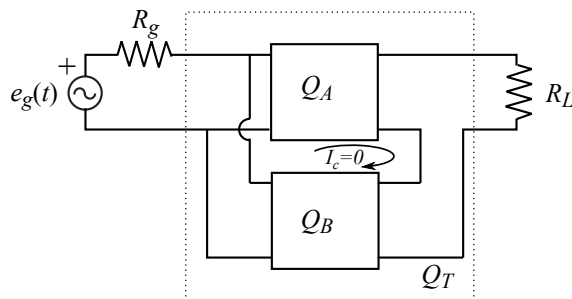 R_g
+
e_g(t)
Q_A
R_L
I_c=0
Q_B
Q_T